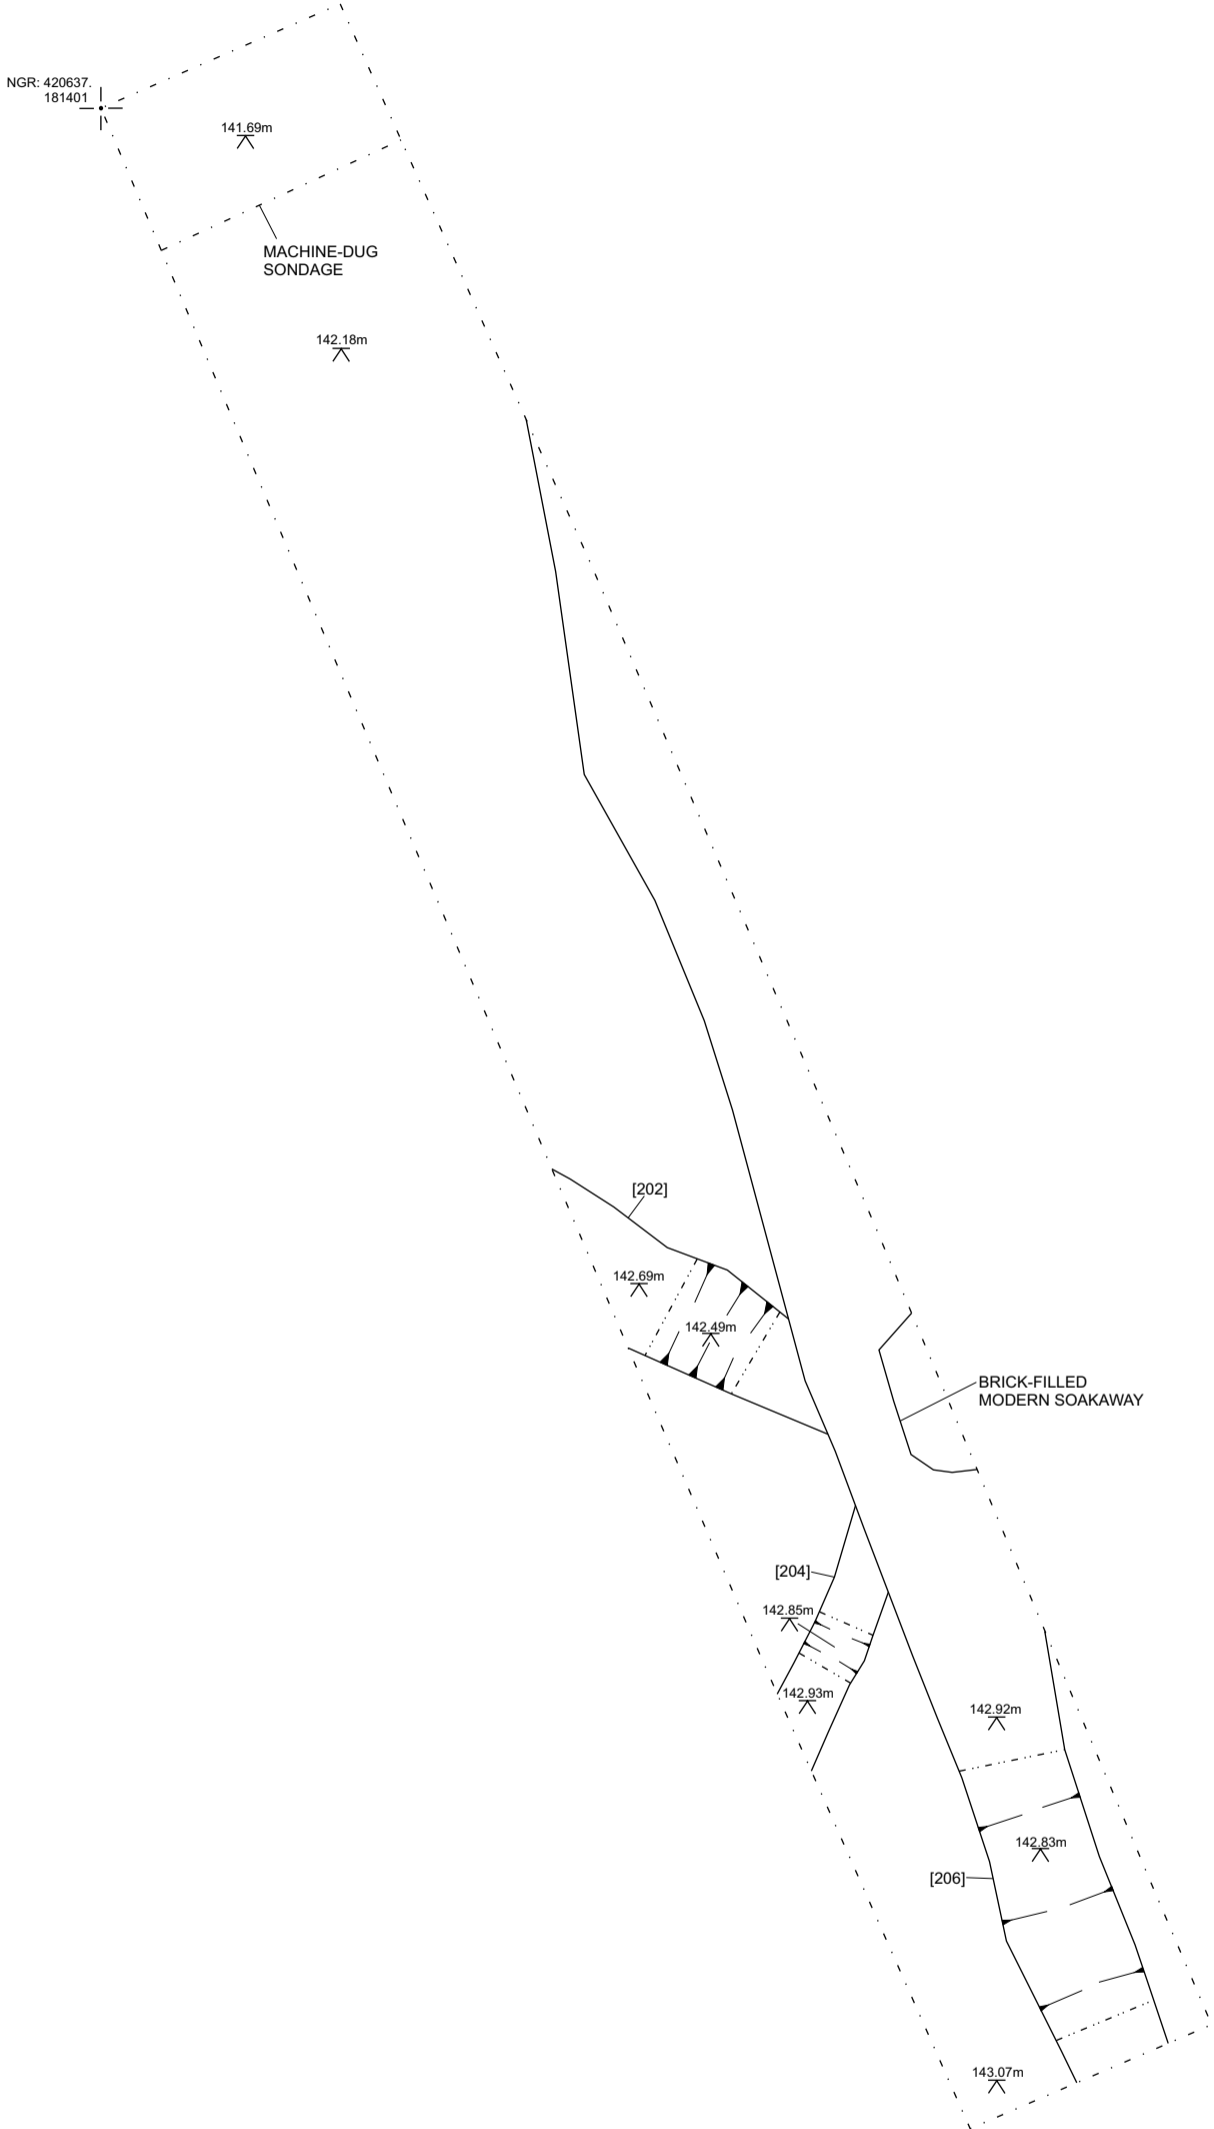 NGR: 420637.
181401
141.69m
MACHINE-DUG
SONDAGE
142.18m
[202]
142.69m
142.49m
BRICK-FILLED
MODERN SOAKAWAY
[204]
142.85m
142.93m
142.92m
142.83m
[206]
143.07m